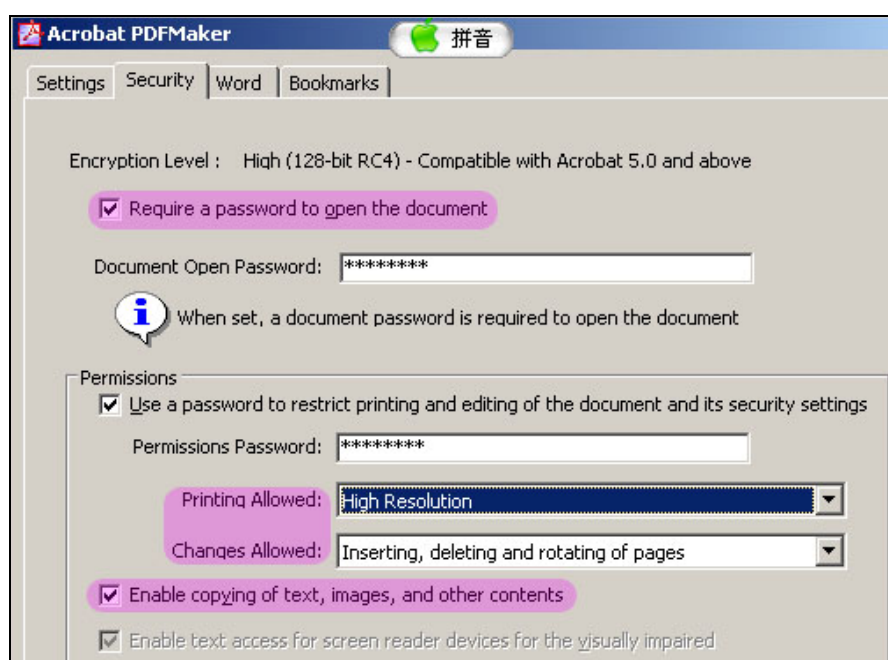 Acrobat PDFMaker
拼音
Settings Security Word Bookmarks
Encryption Level : High (128-bit RC4) - Compatible with Acrobat 5.0 and above
Require a password to open the document
Document Open Password: ********
When set, a document password is required to open the document
Permissions
Use a password to restrict printing and editing of the document and its security settings
Permissions Password: ********
Printing Allowed: High Resolution
Changes Allowed: Inserting, deleting and rotating of pages
Enable copying of text, images, and other contents
Enable text access for screen reader devices for the visually impaired